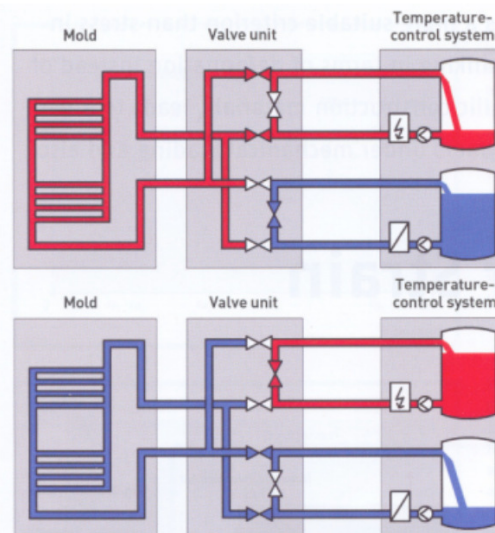 Temperature-
Mold
Valve unit
control system
Temperature-
Mold
Valve unit
control system